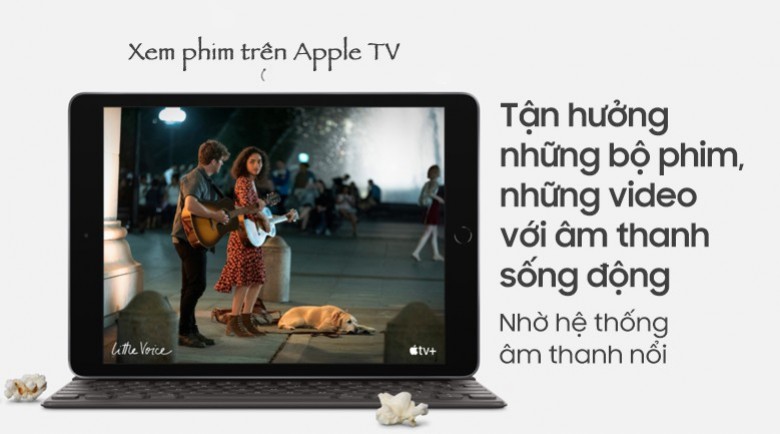 Xem phim trên Apple TV
Tận hưởng
những bộ phim,
những video
với âm thanh
sống động
Nhờ hệ thống
âm thanh nổi
Little Voice
tv+